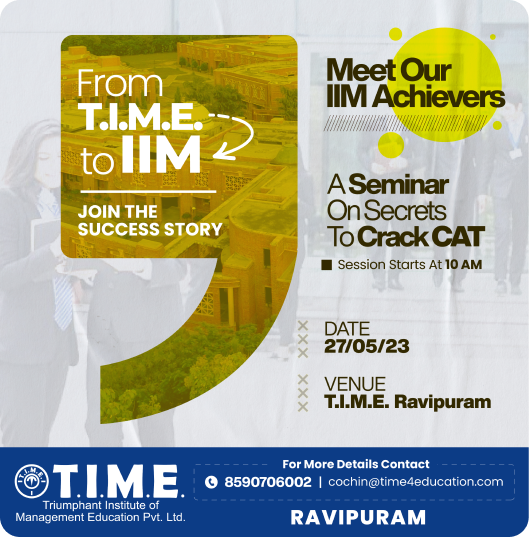 From
T.I.M.E.
to IIM
JOIN THE
SUCCESS STORY
Meet Our
IIM Achievers
A Seminar
On Secrets
To Crack CAT
Session Starts At 10 AM
DATE
27/05/23
VENUE
T.I.M.E. Ravipuram
T.I.M.E.
T.I.M.E.
Triumphant Institute of
Management Education Pvt. Ltd.
For More Details Contact
8590706002 | cochin@time4education.com
RAVIPURAM